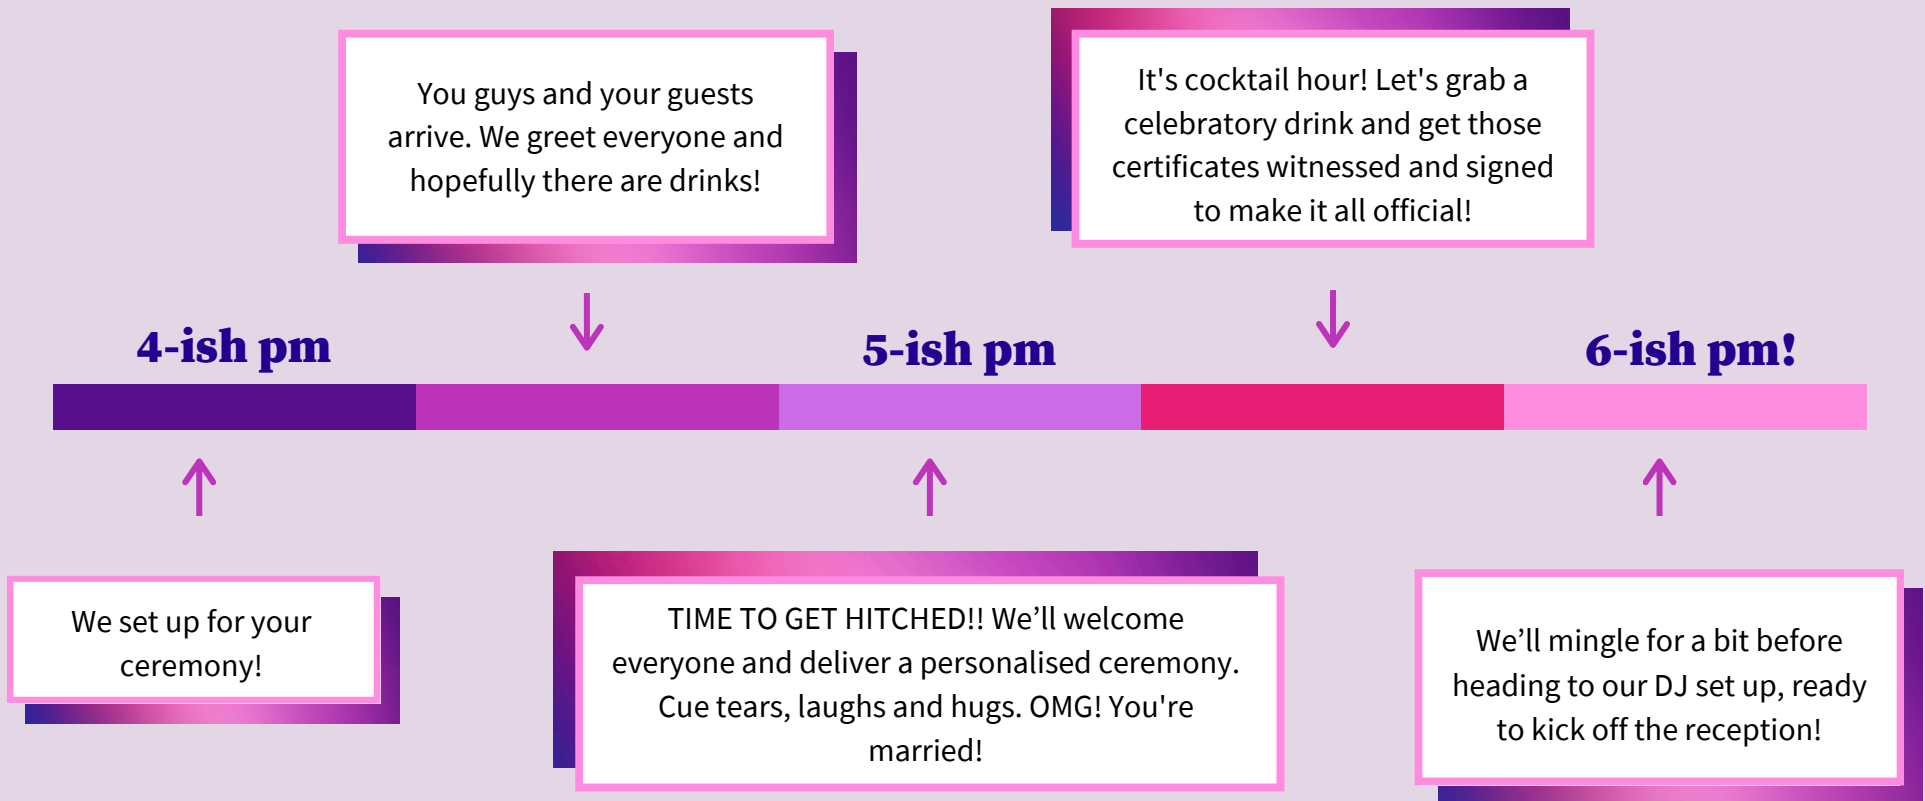 You guys and your guests
arrive. We greet everyone and
hopefully there are drinks!
It's cocktail hour! Let's grab a
celebratory drink and get those
certificates witnessed and signed
to make it all official!
4-ish pm
5-ish pm
6-ish pm!
We set up for your
ceremony!
TIME TO GET HITCHED!! We’ll welcome
everyone and deliver a personalised ceremony.
Cue tears, laughs and hugs. OMG! You're
married!
We’ll mingle for a bit before
heading to our DJ set up, ready
to kick off the reception!